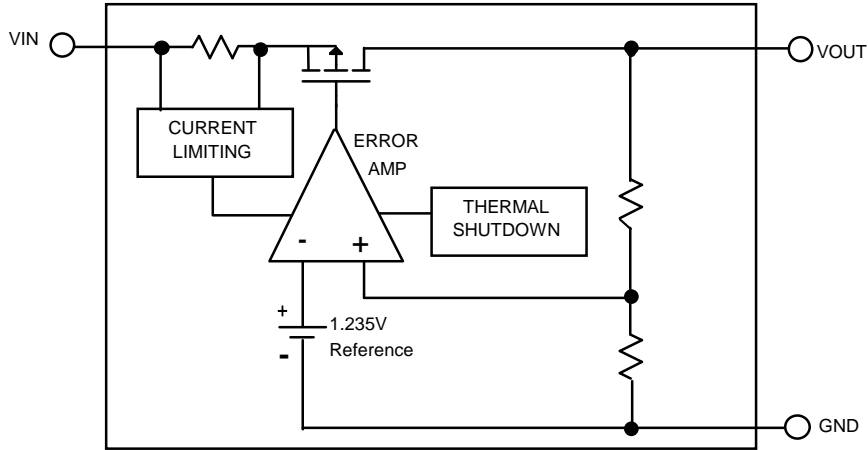 VIN
VOUT
CURRENT
LIMITING
ERROR
AMP
THERMAL
SHUTDOWN
- +
+
1.235V
-
Reference
GND